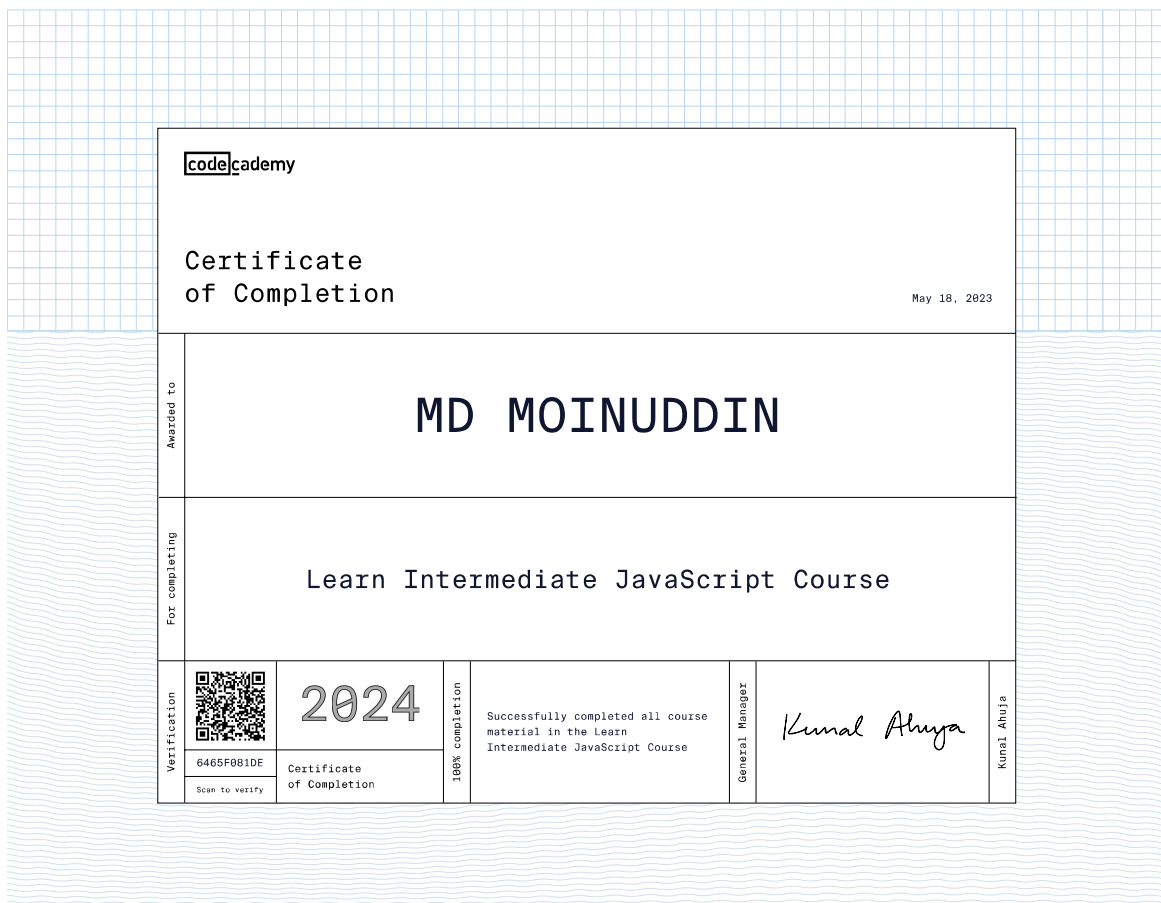 codecademy
Certificate
of Completion
May 18, 2023
Awarded to
MD MOINUDDIN
For completing
Learn Intermediate JavaScript Course
Verification
6465F081DE
Scan to verify
2024
Certificate
of Completion
100% completion
Successfully completed all course
material in the Learn
Intermediate JavaScript Course
General Manager
Kunal Ahuja
Kunal Ahuja